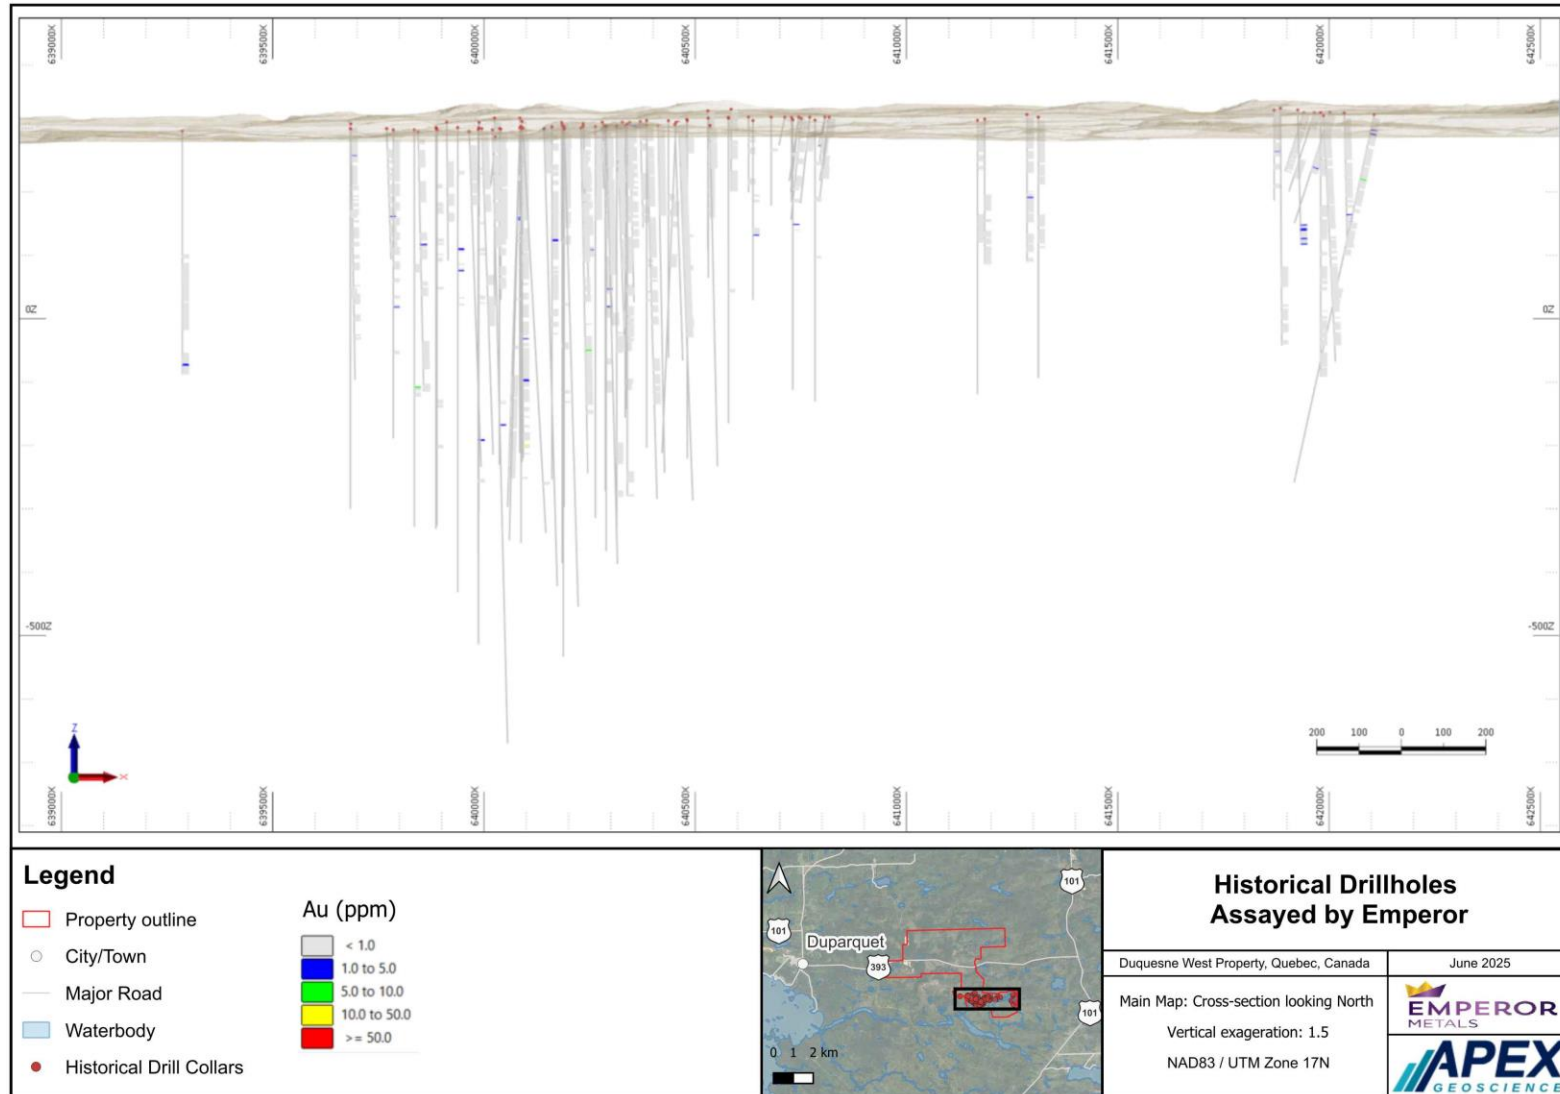 639000X
639500X
640000X
640500X
641000X
641500X
642000X
642500X
0Z
0Z
-500Z
-500Z
Z
X
200 100 0 100 200
639000X
639500X
640000X
640500X
641000X
641500X
642000X
642500X
Legend
Property outline
City/Town
Major Road
Waterbody
Historical Drill Collars
Au (ppm)
< 1.0
1.0 to 5.0
5.0 to 10.0
10.0 to 50.0
>= 50.0
101
101
Duparquet
393
101
0 1 2 km
Historical Drillholes
Assayed by Emperor
Duquesne West Property, Quebec, Canada
June 2025
Main Map: Cross-section looking North
Vertical exageration: 1.5
NAD83 / UTM Zone 17N
EMPEROR
METALS
APEX
GEOSCIENCE